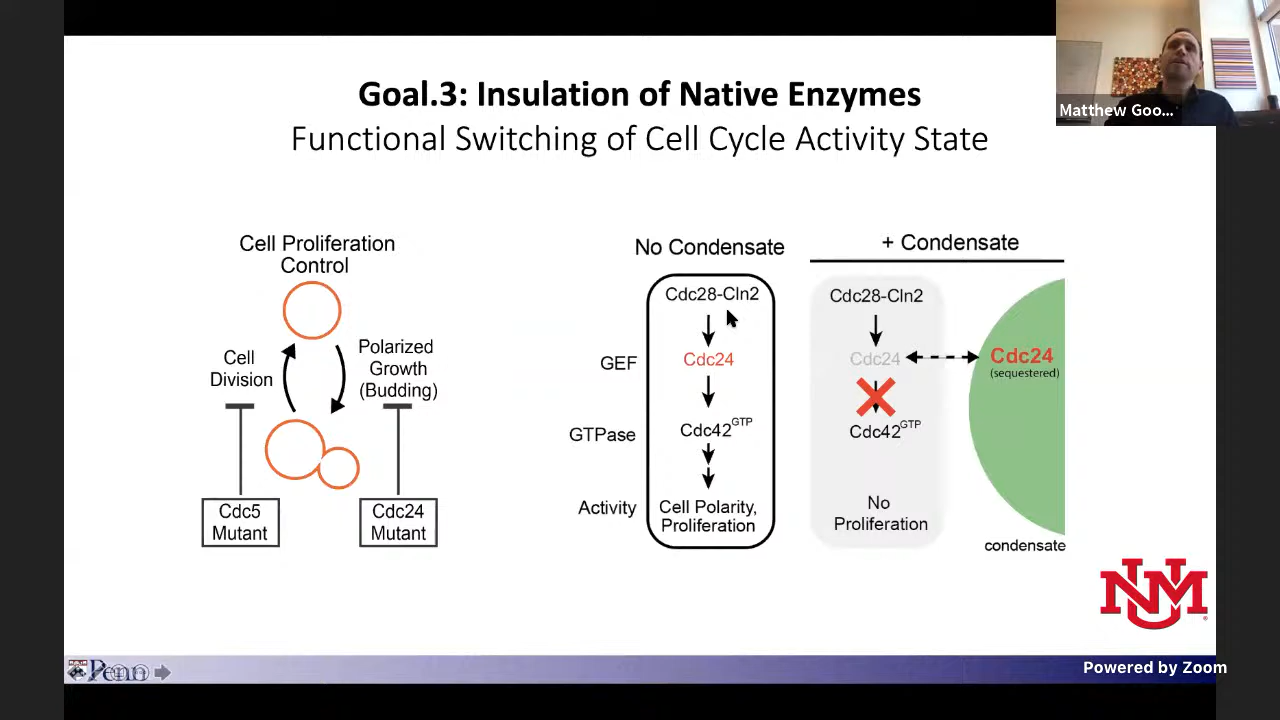 Goal.3: Insulation of Native Enzymes
Functional Switching of Cell Cycle Activity State
Matthew Goo...
Cell Proliferation
Control
Cell
Division
Polarized
Growth
(Budding)
Cdc5
Mutant
Cdc24
Mutant
No Condensate
GEF
GTPase
Activity
Cdc28-Cln2
Cdc24
Cdc42GTP
Cell Polarity,
Proliferation
+ Condensate
Cdc28-Cln2
Cdc24
Cdc42GTP
No
Proliferation
Cdc24
(sequestered)
condensate
UNM
Penn
Powered by Zoom